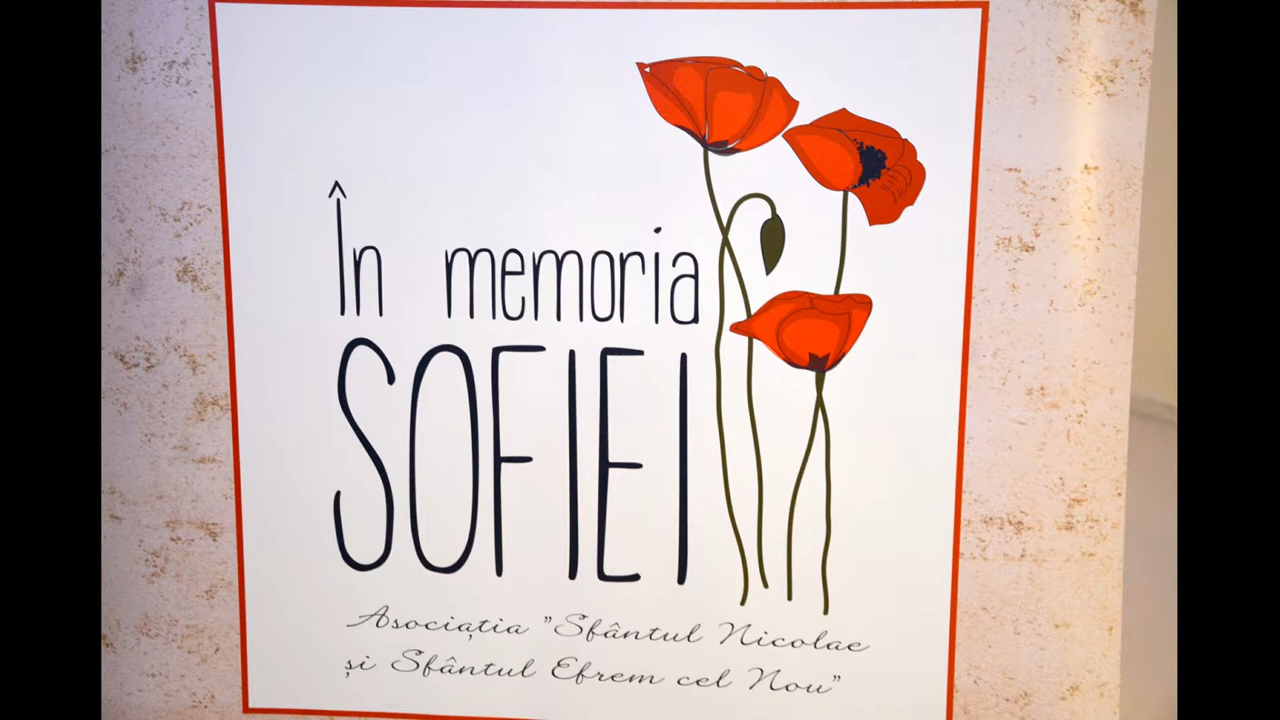 În memoria
SOFIEI
Asociația "Sfântul Nicolae
și Sfântul Efrem cel Nou"